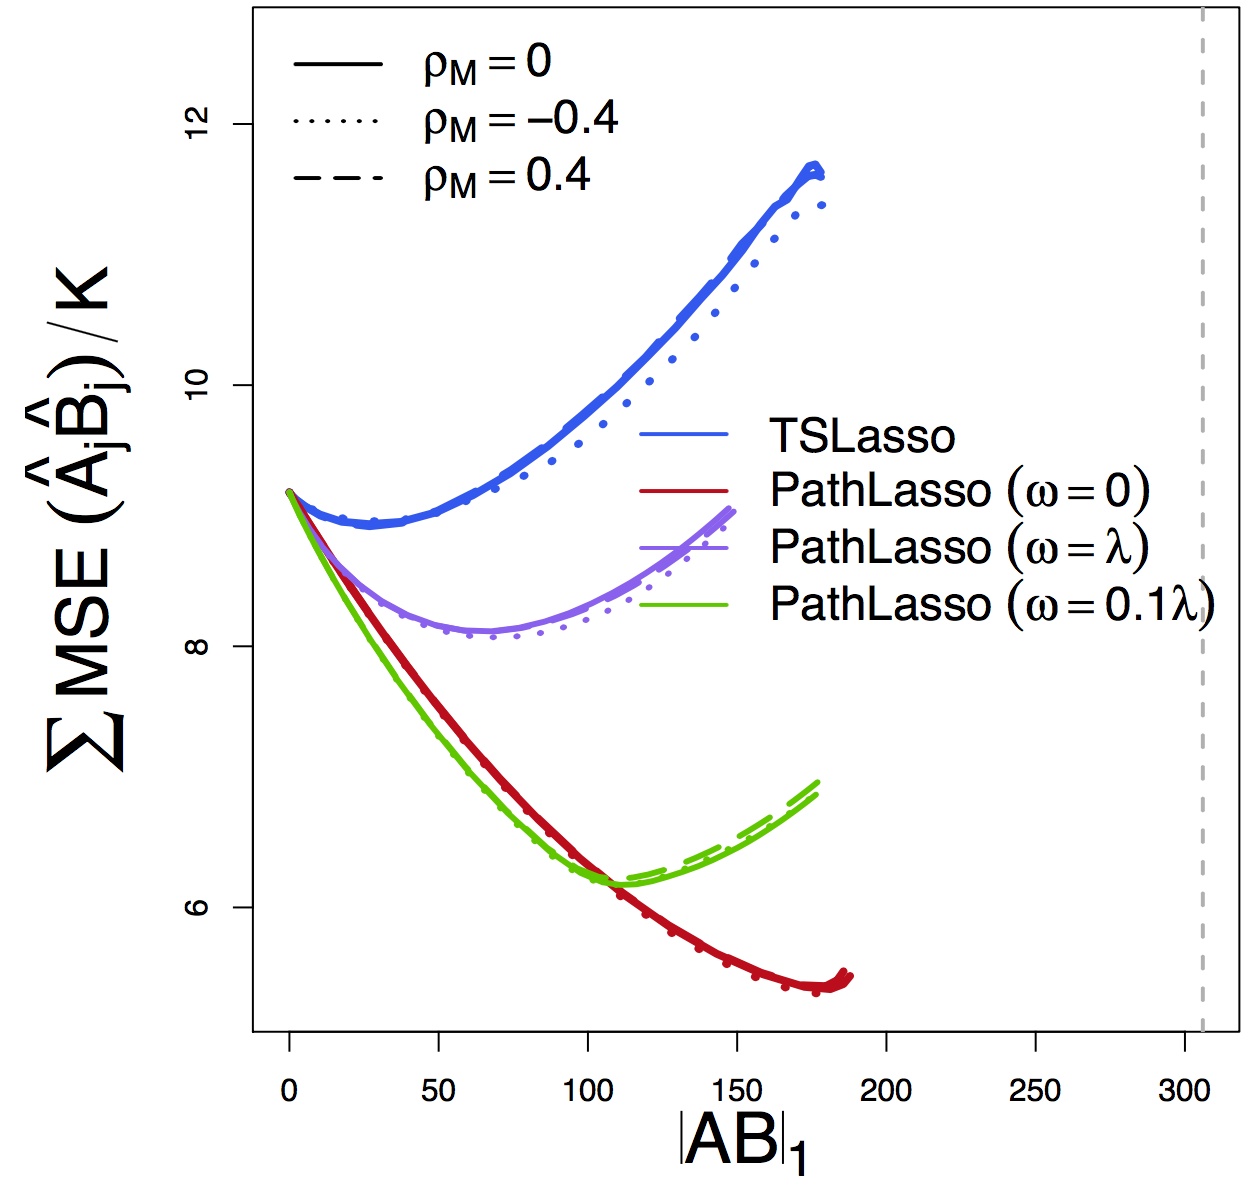 ρM = 0
ρM = –0.4
ρM = 0.4
12
10
8
6
∑ MSE (ÂjB̂j) / K
TSLasso
PathLasso (ω = 0)
PathLasso (ω = λ)
PathLasso (ω = 0.1λ)
0 50 100 150 200 250 300
|AB|1